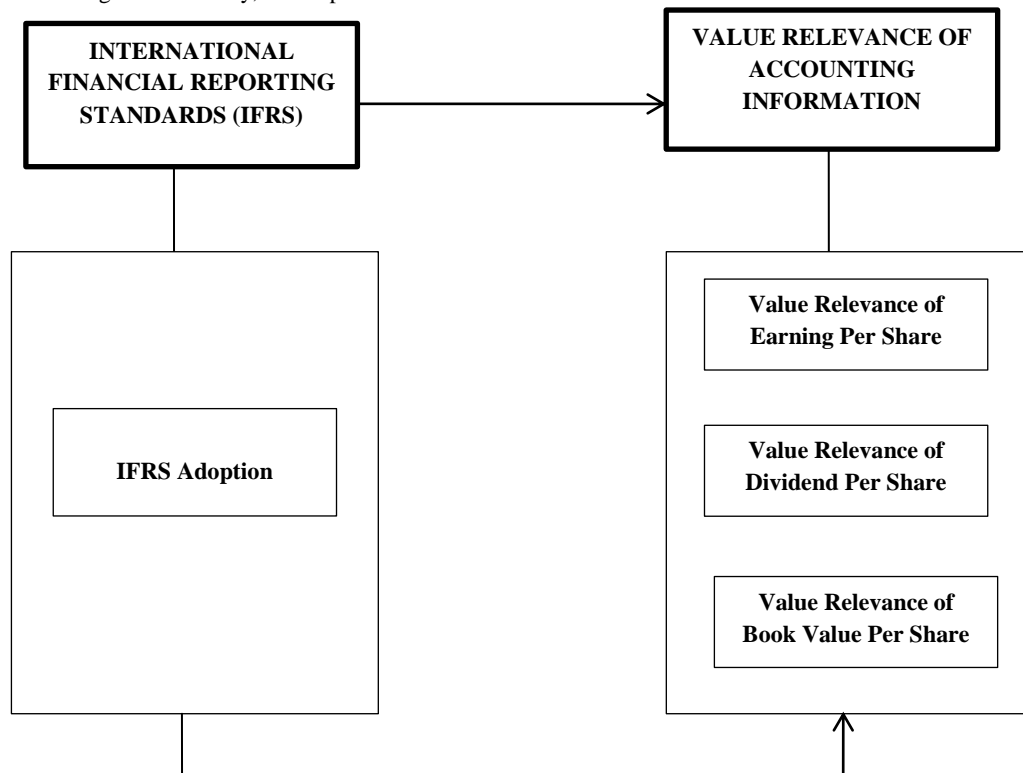 INTERNATIONAL
FINANCIAL REPORTING
STANDARDS (IFRS)
VALUE RELEVANCE OF
ACCOUNTING
INFORMATION
IFRS Adoption
Value Relevance of
Earning Per Share
Value Relevance of
Dividend Per Share
Value Relevance of
Book Value Per Share